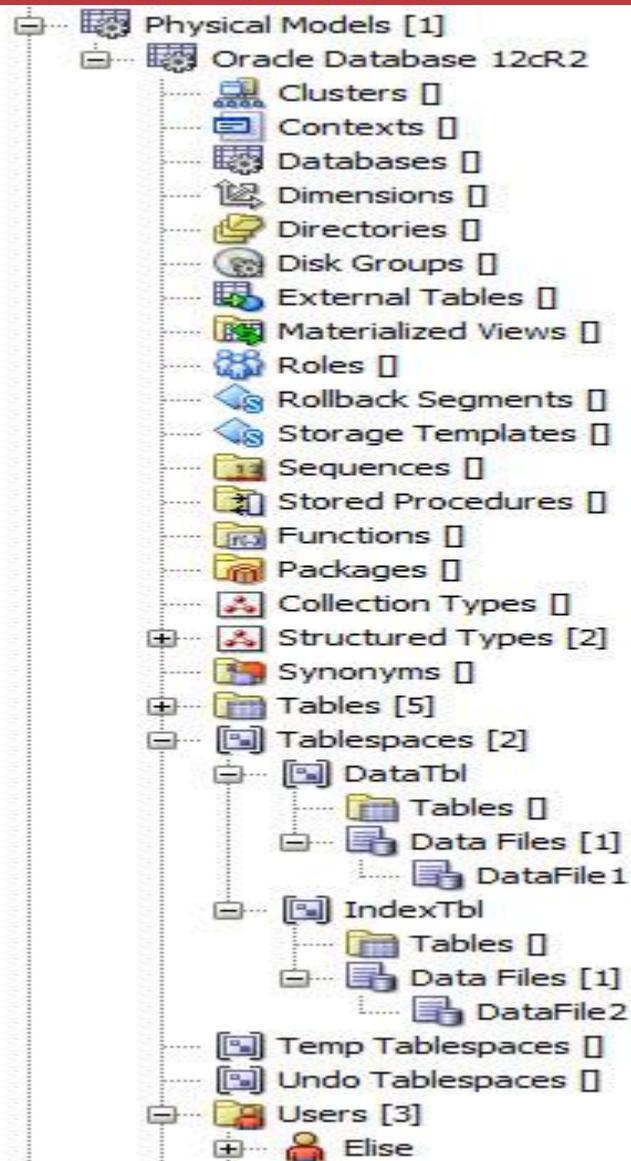 Physical Models [1]
Oracle Database 12cR2
Clusters []
Contexts []
Databases []
Dimensions []
Directories []
Disk Groups []
External Tables []
Materialized Views []
Roles []
Rollback Segments []
Storage Templates []
Sequences []
Stored Procedures []
Functions []
Packages []
Collection Types []
Structured Types [2]
Synonyms []
Tables [5]
Tablespaces [2]
DataTbl
Tables []
Data Files [1]
DataFile1
IndexTbl
Tables []
Data Files [1]
DataFile2
Temp Tablespaces []
Undo Tablespaces []
Users [3]
Elise